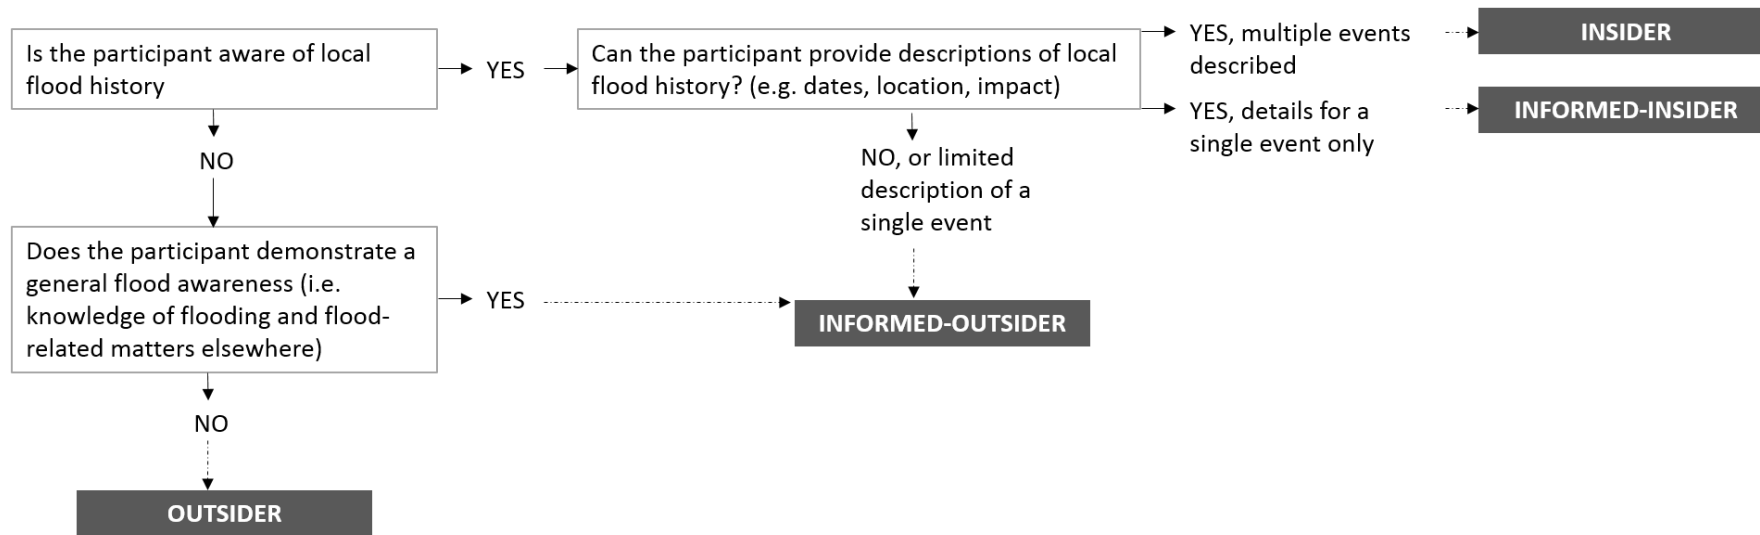 Is the participant aware of local
flood history
YES
Can the participant provide descriptions of local
flood history? (e.g. dates, location, impact)
YES, multiple events
described
INSIDER
YES, details for a
single event only
INFORMED-INSIDER
NO
NO, or limited
description of a
single event
Does the participant demonstrate a
general flood awareness (i.e.
knowledge of flooding and flood-
related matters elsewhere)
YES
INFORMED-OUTSIDER
NO
OUTSIDER